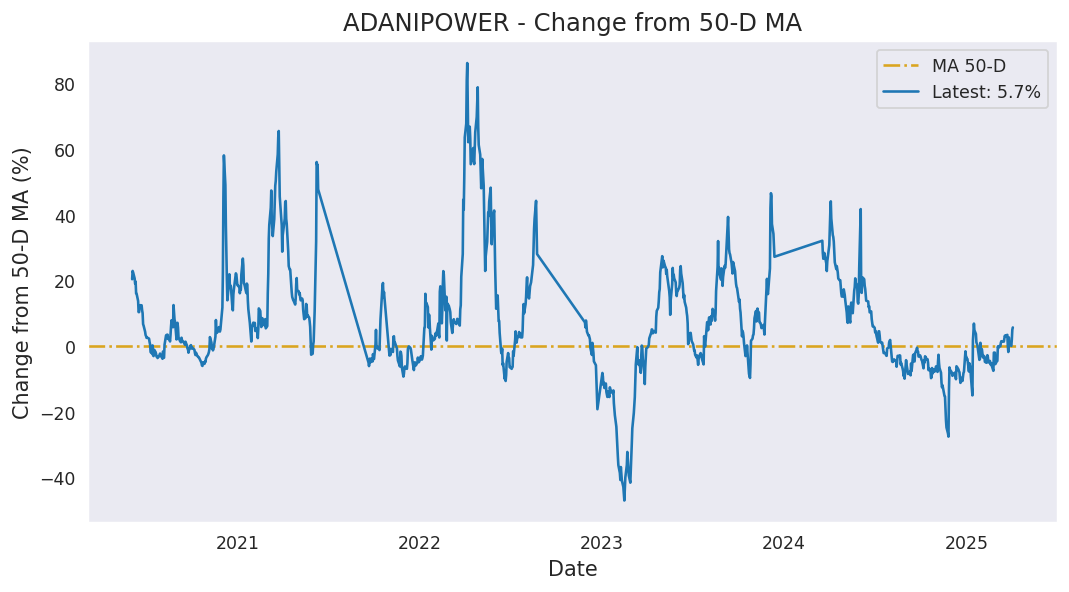 ADANIPOWER - Change from 50-D MA
MA 50-D
Latest: 5.7%
Change from 50-D MA (%)
80
60
40
20
0
−20
−40
2021
2022
2023
2024
2025
Date